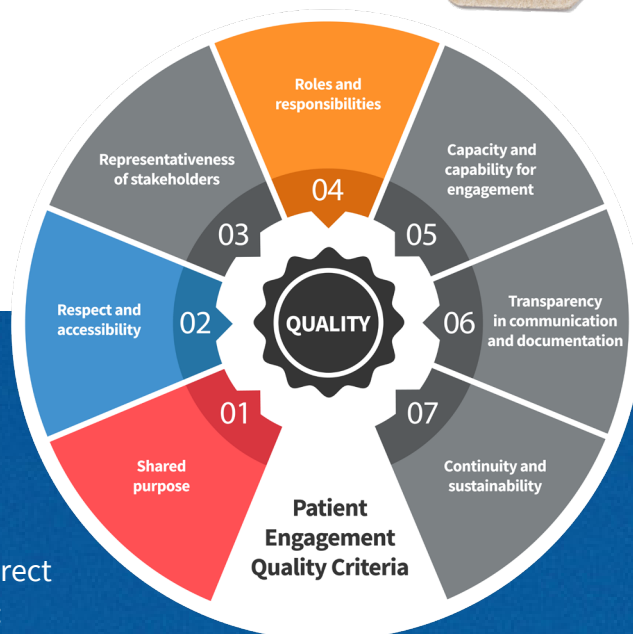 Roles and
responsibilities
04
Representativeness
of stakeholders
03
Capacity and
capability for
engagement
05
Respect and
accessibility
02
QUALITY
Transparency
in communication
and documentation
06
01
Shared
purpose
07
Continuity and
sustainability
Patient
Engagement
Quality Criteria
rect